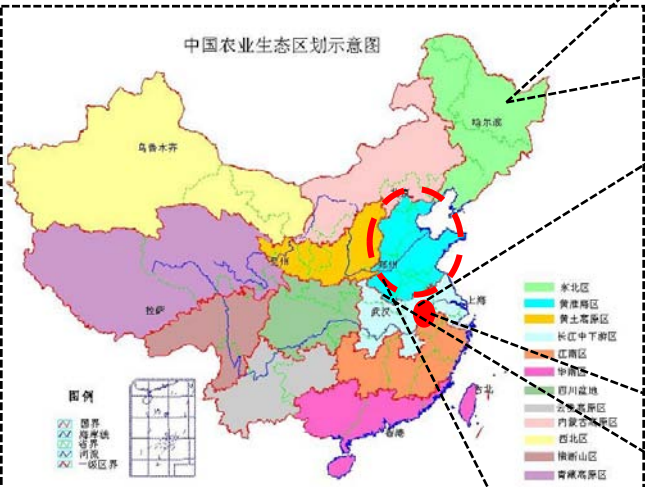 中国农业生态区划示意图
哈尔滨
乌鲁木齐
郑州
上海
武汉
拉萨
台北
香港
东北区
黄淮海区
黄土高原区
长江中下游区
江南区
华南区
四川盆地
云贵高原区
内蒙古高原区
西北区
横断山区
青藏高原区
图例
国界
海岸线
省界
河流
一级区界